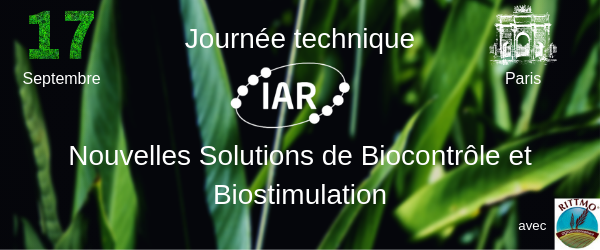 17
Septembre
Journée technique
IAR
Paris
Nouvelles Solutions de Biocontrôle et
Biostimulation
avec
RITTMO